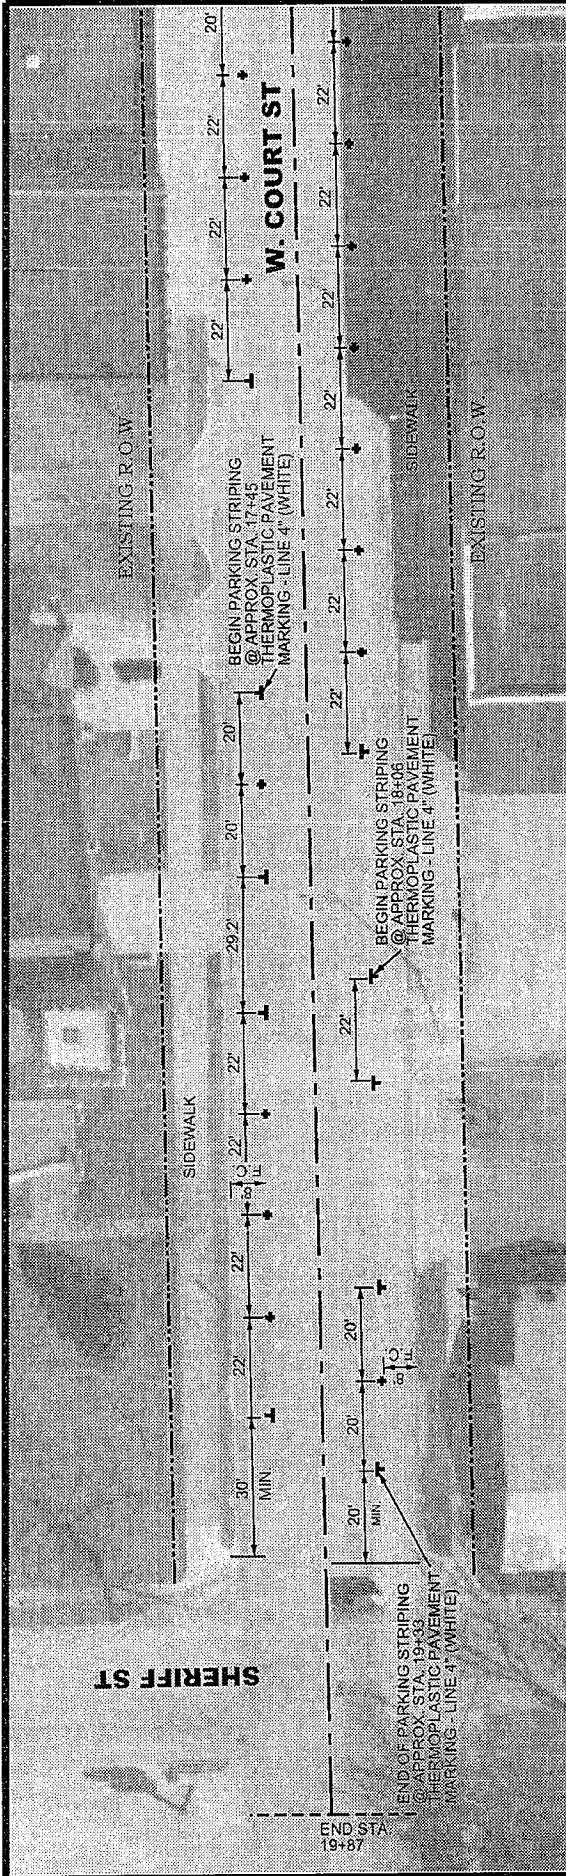 20'
22'
22'
22'
22'
W. COURT ST
22'
22'
22'
22'
22'
22'
22'
EXISTING R.O.W.
SIDEWALK
EXISTING R.O.W.
BEGIN PARKING STRIPING
@ APPROX. STA. 17+45
THERMOPLASTIC PAVEMENT
MARKING - LINE 4" (WHITE)
20'
20'
29.2'
22'
22'
8'
F.C
22'
22'
30'
MIN
SIDEWALK
BEGIN PARKING STRIPING
@ APPROX. STA. 18+06
THERMOPLASTIC PAVEMENT
MARKING - LINE 4" (WHITE)
22'
20'
8'
F.C
20'
20'
MIN
SHERIFF ST
END OF PARKING STRIPING
@ APPROX. STA. 19+33
THERMOPLASTIC PAVEMENT
MARKING - LINE 4" (WHITE)
END STA.
19+87